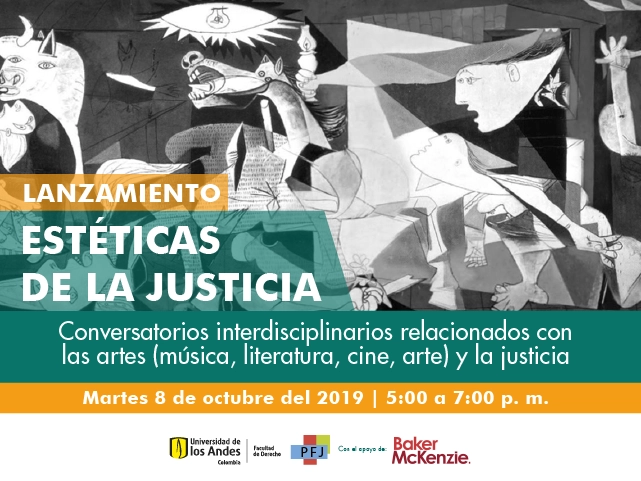 LANZAMIENTO
ESTÉTICAS
DE LA JUSTICIA
Conversatorios interdisciplinarios relacionados con
las artes (música, literatura, cine, arte) y la justicia
Martes 8 de octubre del 2019 | 5:00 a 7:00 p. m.
Universidad de
los Andes
Colombia
Facultad
de Derecho
PFJ
Con el apoyo de:
Baker
McKenzie.